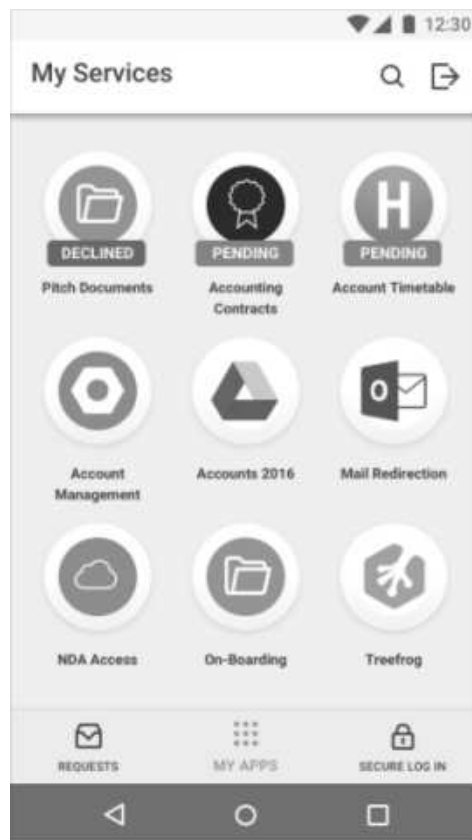 12:30
My Services
DECLINED
PENDING
H
PENDING
Pitch Documents
Accounting
Contracts
Account Timetable
o
Account
Management
Accounts 2016
Mail Redirection
NDA Access
On-Boarding
Treefrog
REQUESTS
MY APPS
SECURE LOG IN